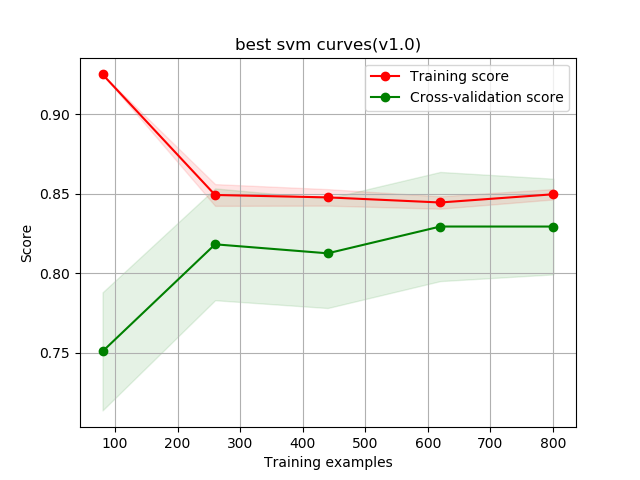 best svm curves(v1.0)
Training score
Cross-validation score
0.90
0.85
0.80
0.75
Score
100 200 300 400 500 600 700 800
Training examples